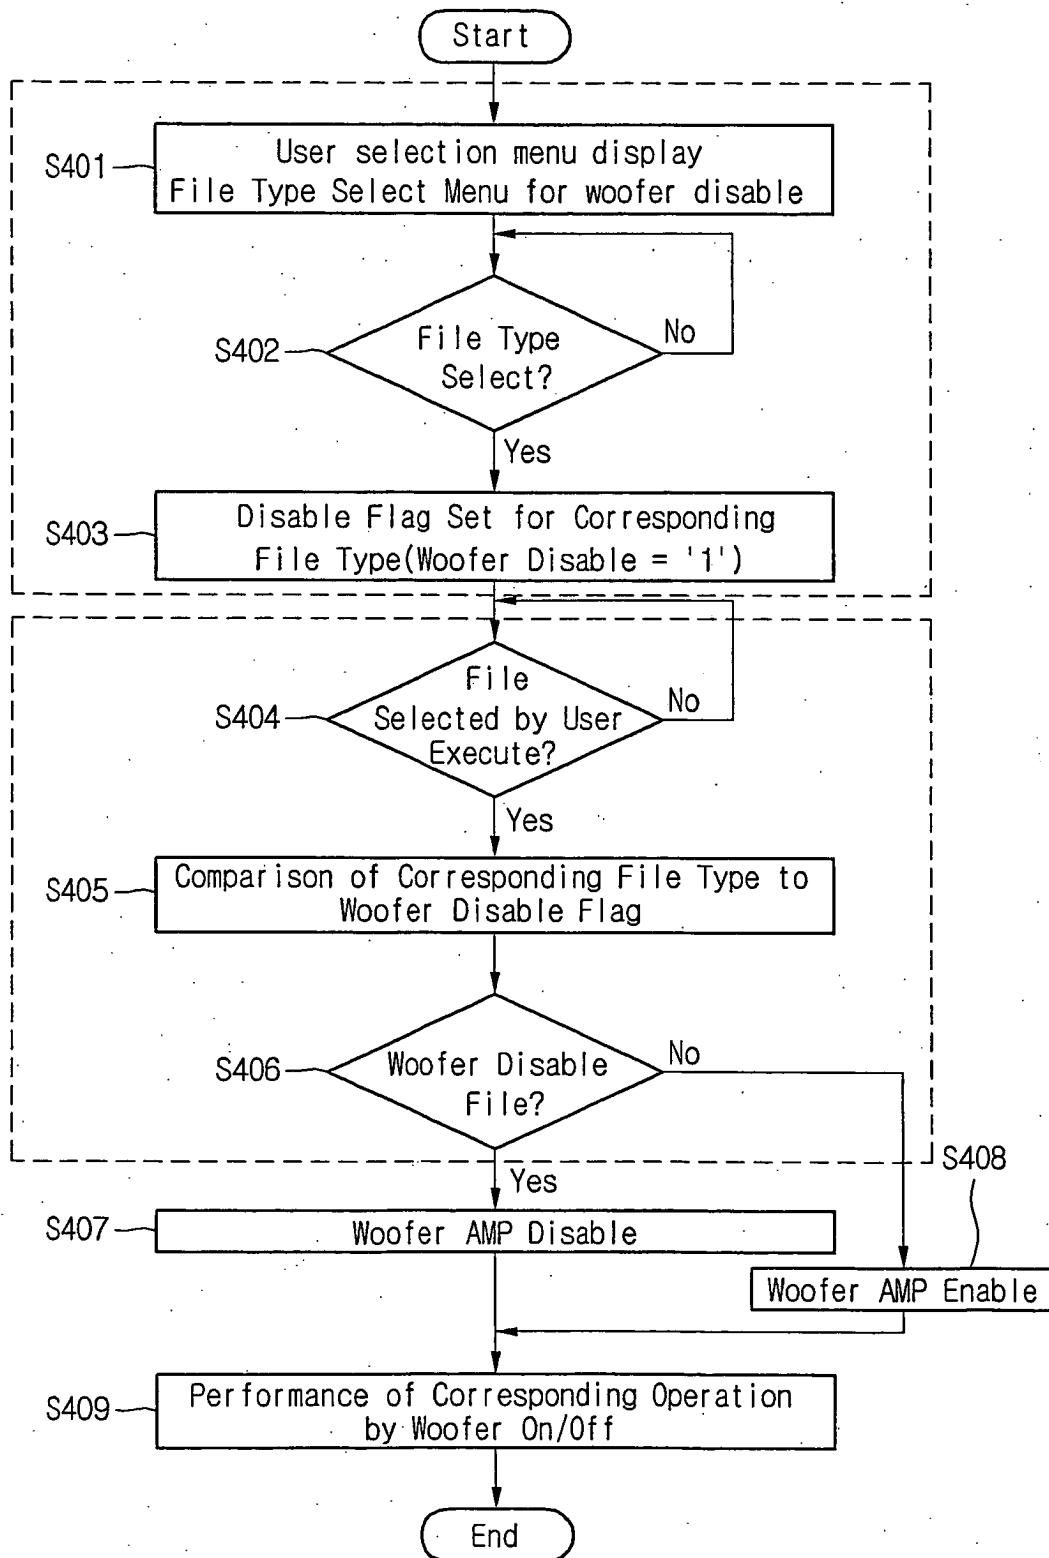 Start
S401
User selection menu display
File Type Select Menu for woofer disable
S402
File Type
Select?
No
Yes
S403
Disable Flag Set for Corresponding
File Type(Woofer Disable = '1')
S404
File
Selected by User
Execute?
No
Yes
S405
Comparison of Corresponding File Type to
Woofer Disable Flag
S406
Woofer Disable
File?
No
Yes
S408
S407
Woofer AMP Disable
Woofer AMP Enable
S409
Performance of Corresponding Operation
by Woofer On/Off
End